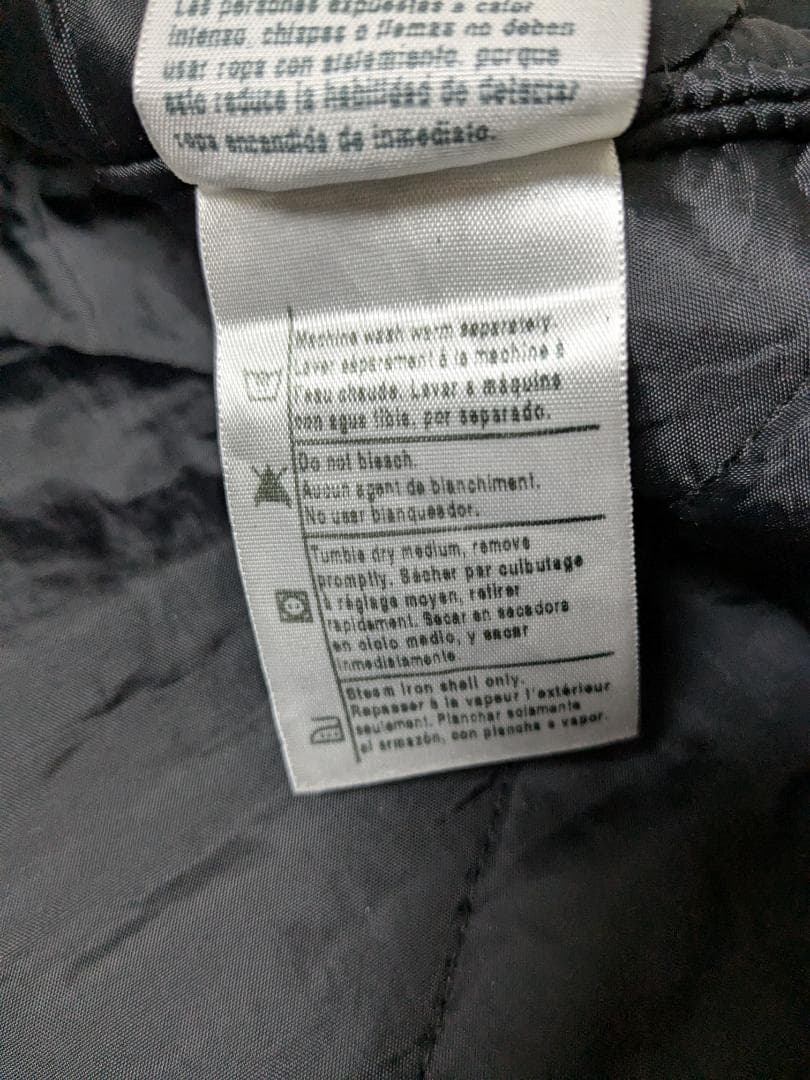 Las personas expuestas a calor
intenso, chispas o llamas no deben
usar ropa con aislamiento, porque
esto reduce la habilidad de detectar
ropa encendida de inmediato.
Machine wash warm separately.
Laver séparément à la machine à
l'eau chaude. Lavar a máquina
con agua tibia, por separado.
Do not bleach.
Aucun agent de blanchiment.
No usar blanqueador.
Tumble dry medium, remove
promptly. Sécher par culbutage
à réglage moyen, retirer
rapidement. Secar en secadora
en ciclo medio, y sacar
inmediatamente.
Steam iron shell only.
Repasser à la vapeur l'extérieur
seulement. Planchar solamente
el armazón, con plancha a vapor.